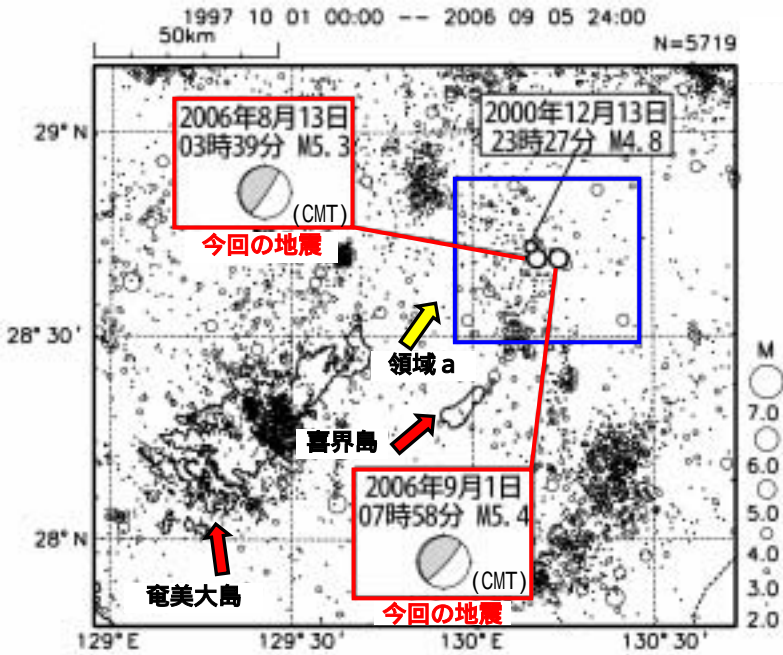 1997 10 01 00:00 -- 2006 09 05 24:00
50km
N=5719
2006年8月13日
03時39分 M5.3
(CMT)
今回の地震
2000年12月13日
23時27分 M4.8
29°N
28°30'
28°N
領域a
喜界島
奄美大島
2006年9月1日
07時58分 M5.4
(CMT)
今回の地震
M
7.0
6.0
5.0
4.0
3.0
2.0
129°E
129°30'
130°E
130°30'